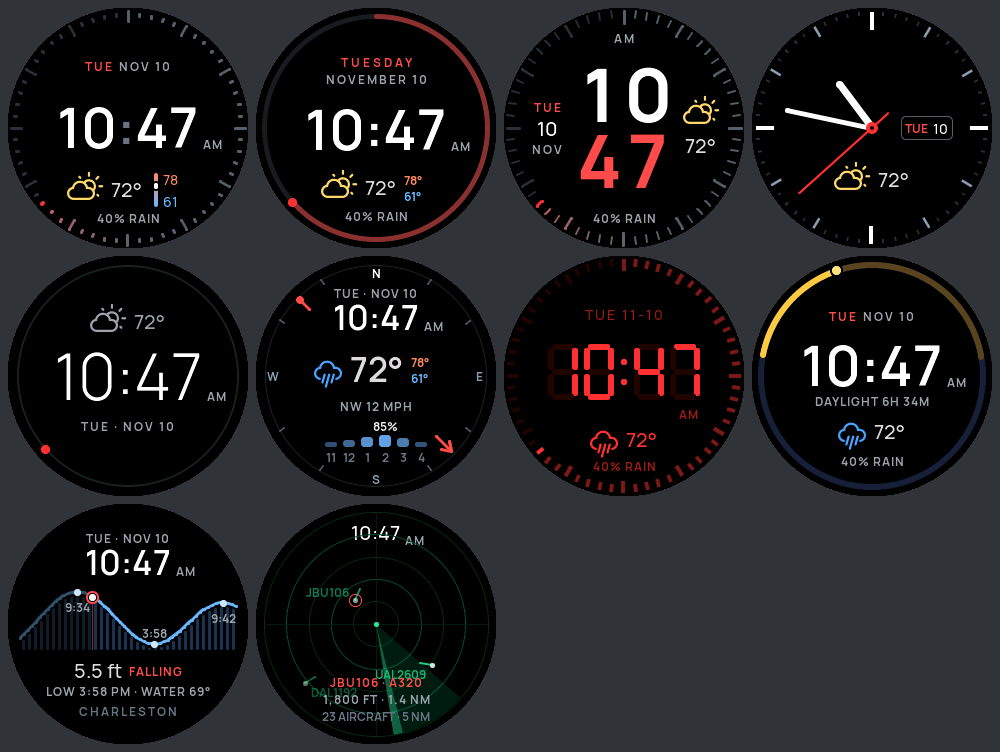 TUE NOV 10
10:47 AM
72° 78
61
40% RAIN
TUESDAY
NOVEMBER 10
10:47 AM
72° 78°
61°
40% RAIN
AM
TUE
10
NOV
10
47
72°
40% RAIN
TUE 10
72°
72°
10:47 AM
TUE · NOV 10
N
TUE · NOV 10
10:47 AM
W
E
72° 78°
61°
NW 12 MPH
85%
11 12 1 2 3 4
S
TUE 11-10
10:47
AM
72°
40% RAIN
TUE NOV 10
10:47 AM
DAYLIGHT 6H 34M
72°
40% RAIN
TUE · NOV 10
10:47 AM
9:34
9:42
3:58
5.5 ft FALLING
LOW 3:58 PM · WATER 69°
CHARLESTON
10:47 AM
JBU106
UAL2609
JBU106 · A320
DAL1192
1,800 FT · 1.4 NM
23 AIRCRAFT · 5 NM